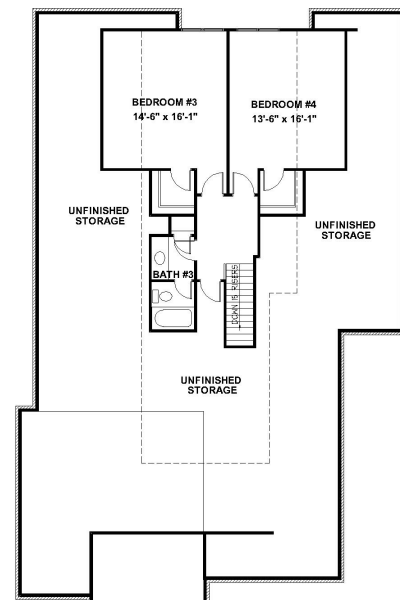 BEDROOM #3
14'-6" x 16'-1"
BEDROOM #4
13'-6" x 16'-1"
UNFINISHED
STORAGE
UNFINISHED
STORAGE
BATH #3
DOWN 16 RISERS
UNFINISHED
STORAGE